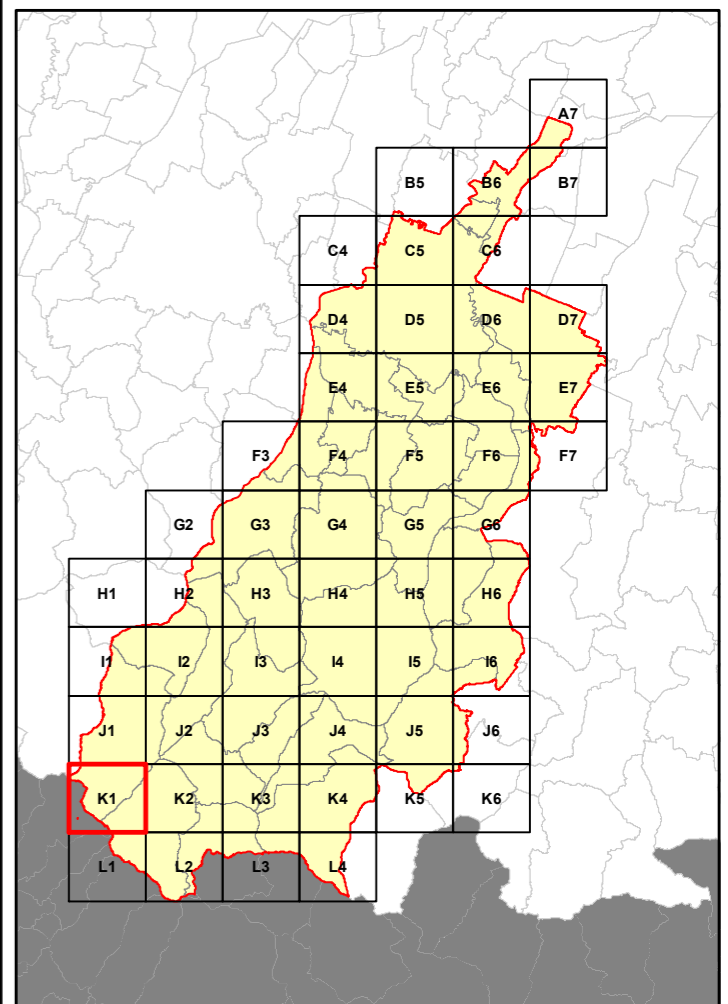 A7
B5 B6 B7
C4 C5 C6
D4 D5 D6 D7
E4 E5 E6 E7
F3 F4 F5 F6 F7
G2 G3 G4 G5 G6
H1 H2 H3 H4 H5 H6
I1 I2 I3 I4 I5 I6
J1 J2 J3 J4 J5 J6
K1 K2 K3 K4 K5 K6
L1 L2 L3 L4